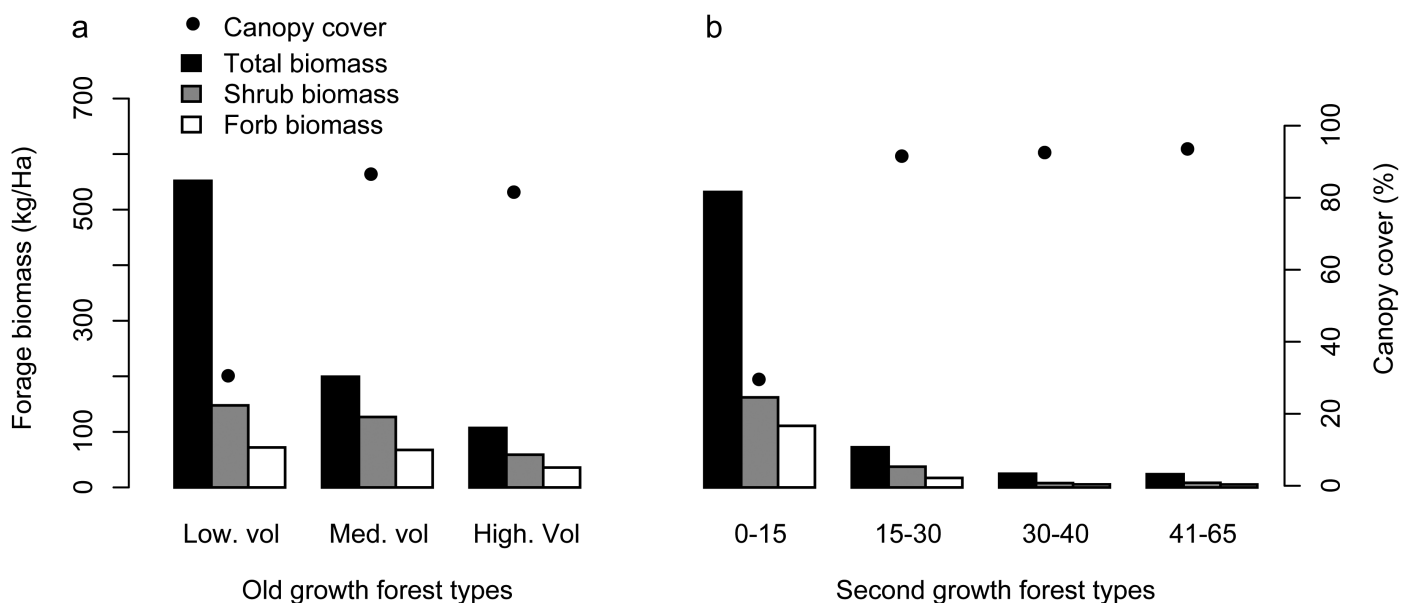 a
Canopy cover
Total biomass
Shrub biomass
Forb biomass
Forage biomass (kg/Ha)
700
500
300
100
0
Low. vol
Med. vol
High. Vol
Old growth forest types
b
0-15
15-30
30-40
41-65
Second growth forest types
100
80
60
40
20
0
Canopy cover (%)